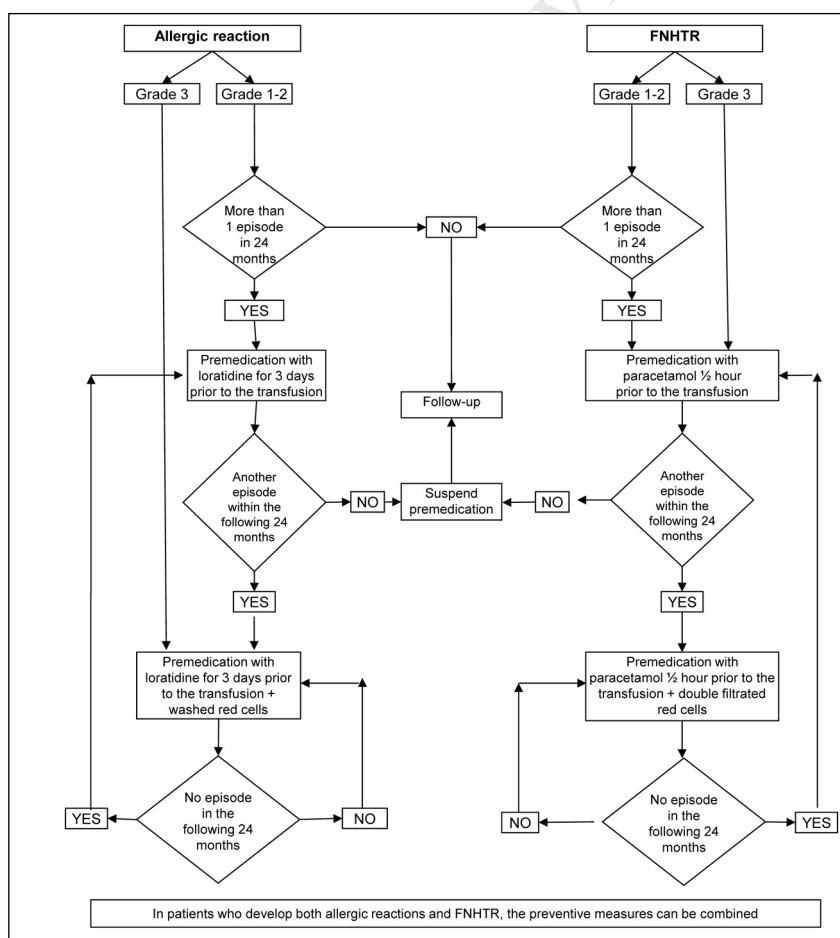 Allergic reaction
FNHTR
Grade 3
Grade 1-2
Grade 1-2
Grade 3
More than
1 episode
in 24
months
NO
More than
1 episode
in 24
months
YES
YES
Premedication with
loratidine for 3 days
prior to the transfusion
Premedication with
paracetamol ½ hour
prior to the transfusion
Follow-up
Another
episode
within the
following 24
months
NO
Suspend
premedication
NO
Another
episode
within the
following 24
months
YES
YES
Premedication with
loratidine for 3 days prior
to the transfusion +
washed red cells
Premedication with
paracetamol ½ hour prior to the
transfusion + double filtrated
red cells
YES
No episode
in the
following 24
months
NO
NO
No episode
in the
following 24
months
YES
In patients who develop both allergic reactions and FNHTR, the preventive measures can be combined